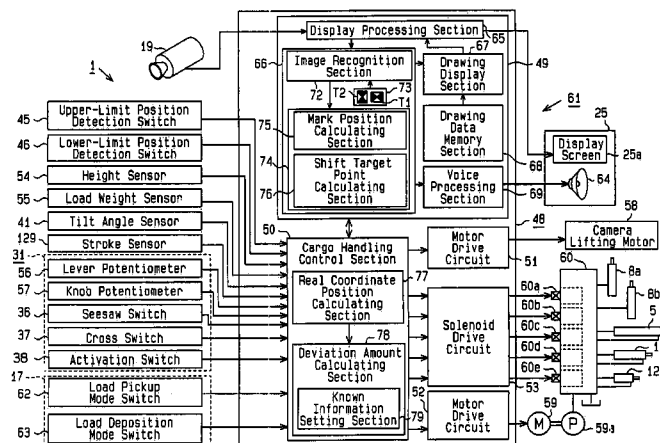 19
1
Display Processing Section
65
67
66
Image Recognition Section
72
73
T2
T1
Drawing Display Section
49
61
Upper-Limit Position Detection Switch
45
75
Mark Position Calculating Section
Drawing Data Memory Section
68
25
Display Screen
25a
Lower-Limit Position Detection Switch
46
74
76
Shift Target Point Calculating Section
Voice Processing Section
69
64
Height Sensor
54
Load Weight Sensor
55
48
58
Tilt Angle Sensor
41
50
Cargo Handling Control Section
Motor Drive Circuit
51
Camera Lifting Motor
Stroke Sensor
129
31
Lever Potentiometer
56
77
Real Coordinate Position Calculating Section
60
60a
8a
8b
Knob Potentiometer
57
60b
5
Seesaw Switch
36
60c
Cross Switch
37
78
Deviation Amount Calculating Section
Solenoid Drive Circuit
53
60d
1
Activation Switch
38
60e
12
17
Load Pickup Mode Switch
62
Known Information Setting Section
79
52
Motor Drive Circuit
59
M
P
59a
Load Deposition Mode Switch
63